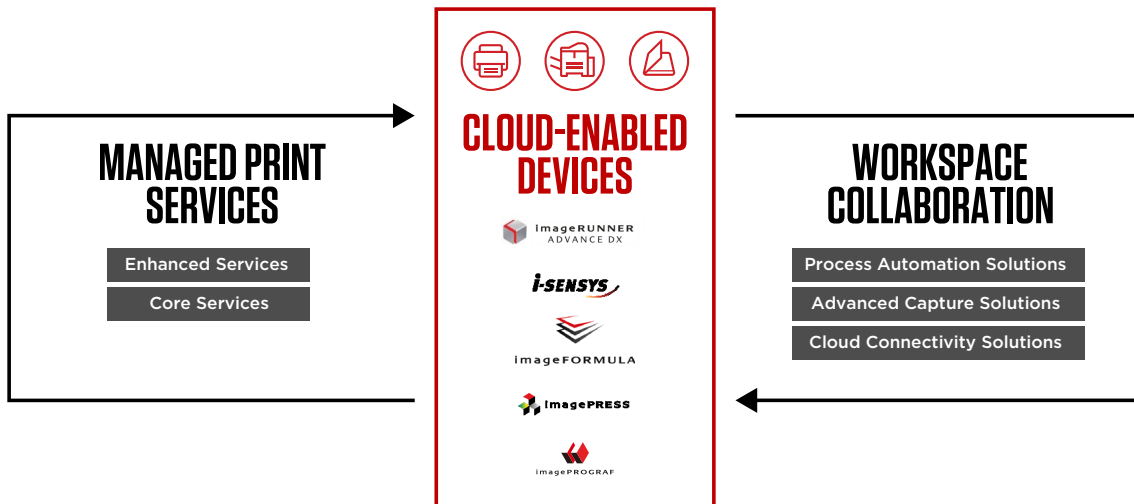 MANAGED PRINT
SERVICES
Enhanced Services
Core Services
CLOUD-ENABLED
DEVICES
imageRUNNER
ADVANCE DX
i-SENSYS
imageFORMULA
imagePRESS
imagePROGRAF
WORKSPACE
COLLABORATION
Process Automation Solutions
Advanced Capture Solutions
Cloud Connectivity Solutions